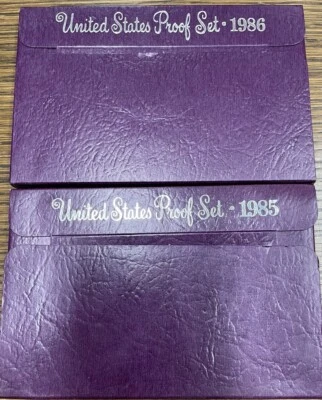 United States Proof Set • 1986
United States Proof Set • 1985